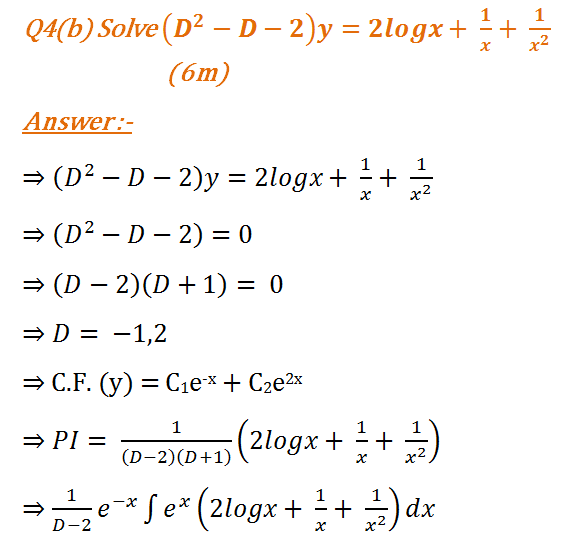 Q4(b) Solve (D² − D − 2)y = 2logx + 1/x + 1/x²
(6m)
Answer:-
⇒ (D² − D − 2)y = 2logx + 1/x + 1/x²
⇒ (D² − D − 2) = 0
⇒ (D − 2)(D + 1) = 0
⇒ D = −1,2
⇒ C.F. (y) = C₁e⁻ˣ + C₂e²ˣ
⇒ PI = 1/((D−2)(D+1)) (2logx + 1/x + 1/x²)
⇒ 1/(D−2) e⁻ˣ ∫ eˣ (2logx + 1/x + 1/x²) dx